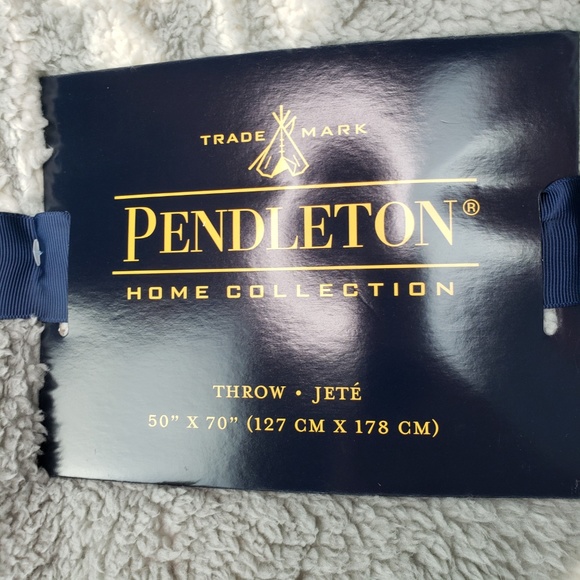 TRADE MARK
PENDLETON®
HOME COLLECTION
THROW • JETÉ
50" X 70" (127 CM X 178 CM)